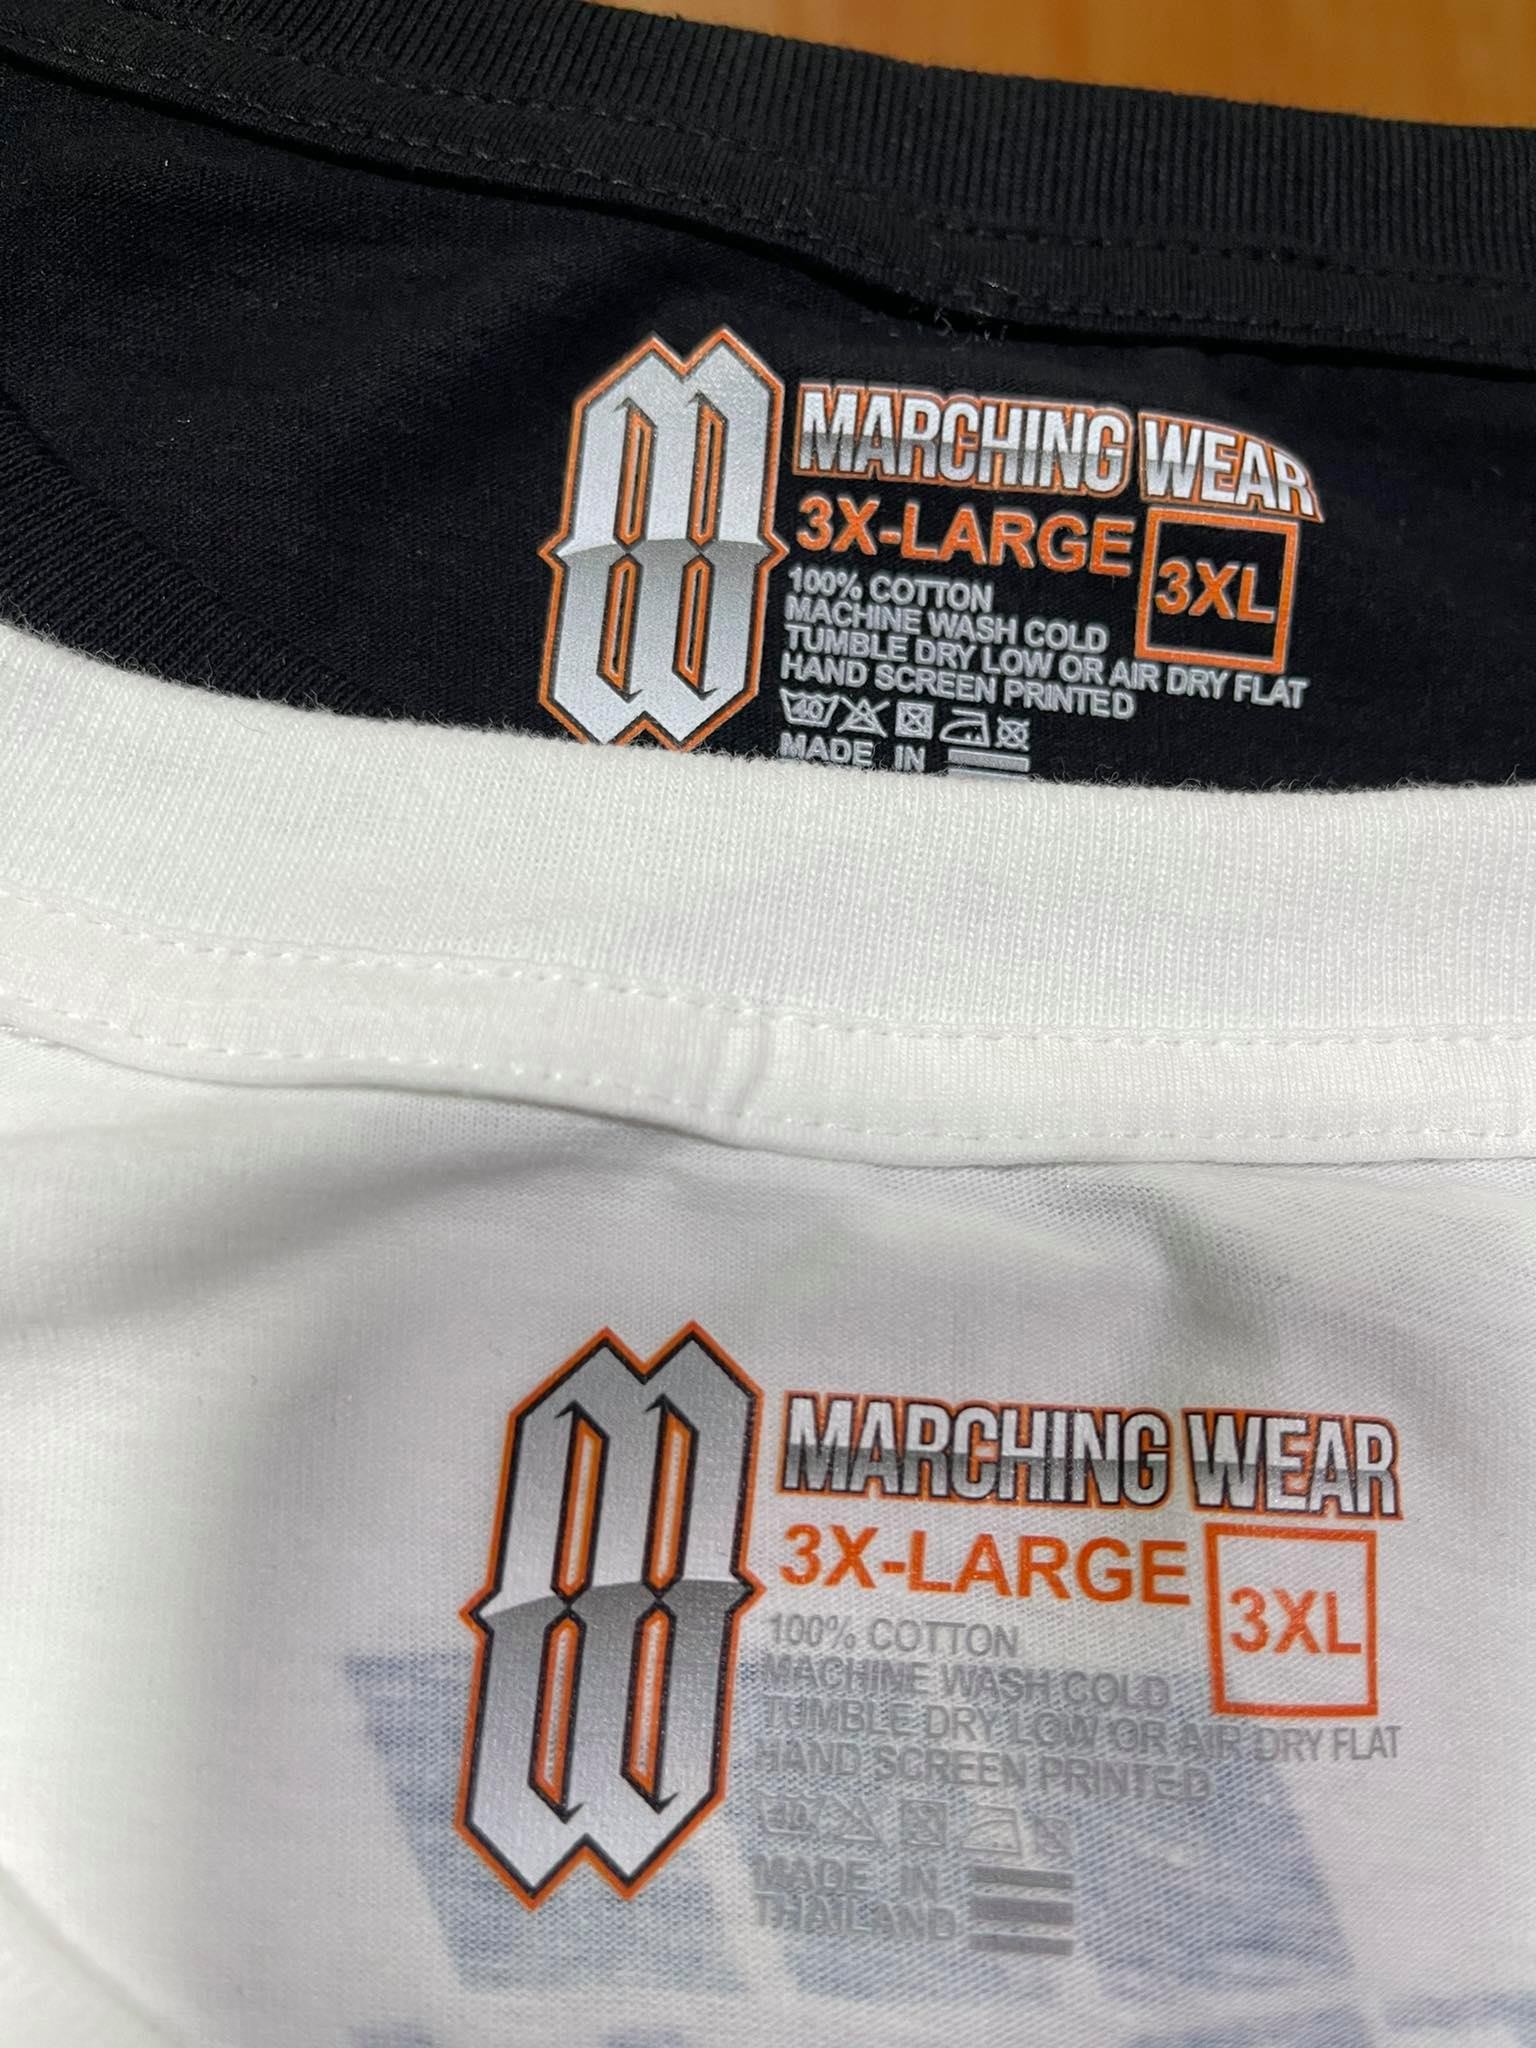 MARCHING WEAR
3X-LARGE 3XL
100% COTTON
MACHINE WASH COLD
TUMBLE DRY LOW OR AIR DRY FLAT
HAND SCREEN PRINTED
40
MADE IN
MARCHING WEAR
3X-LARGE 3XL
100% COTTON
MACHINE WASH COLD
TUMBLE DRY LOW OR AIR DRY FLAT
HAND SCREEN PRINTED
40
MADE IN
THAILAND